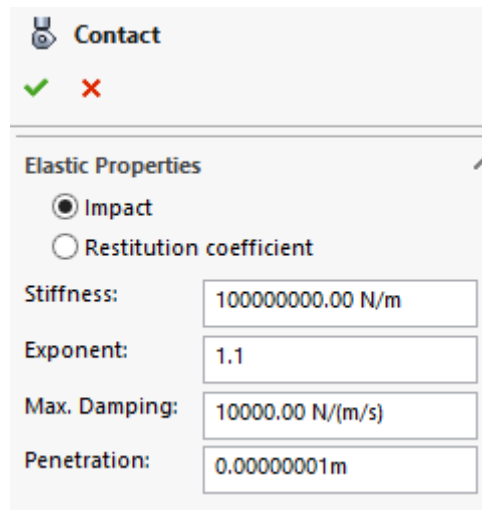 Contact
Elastic Properties
Impact
Restitution coefficient
Stiffness: 100000000.00 N/m
Exponent: 1.1
Max. Damping: 10000.00 N/(m/s)
Penetration: 0.00000001m